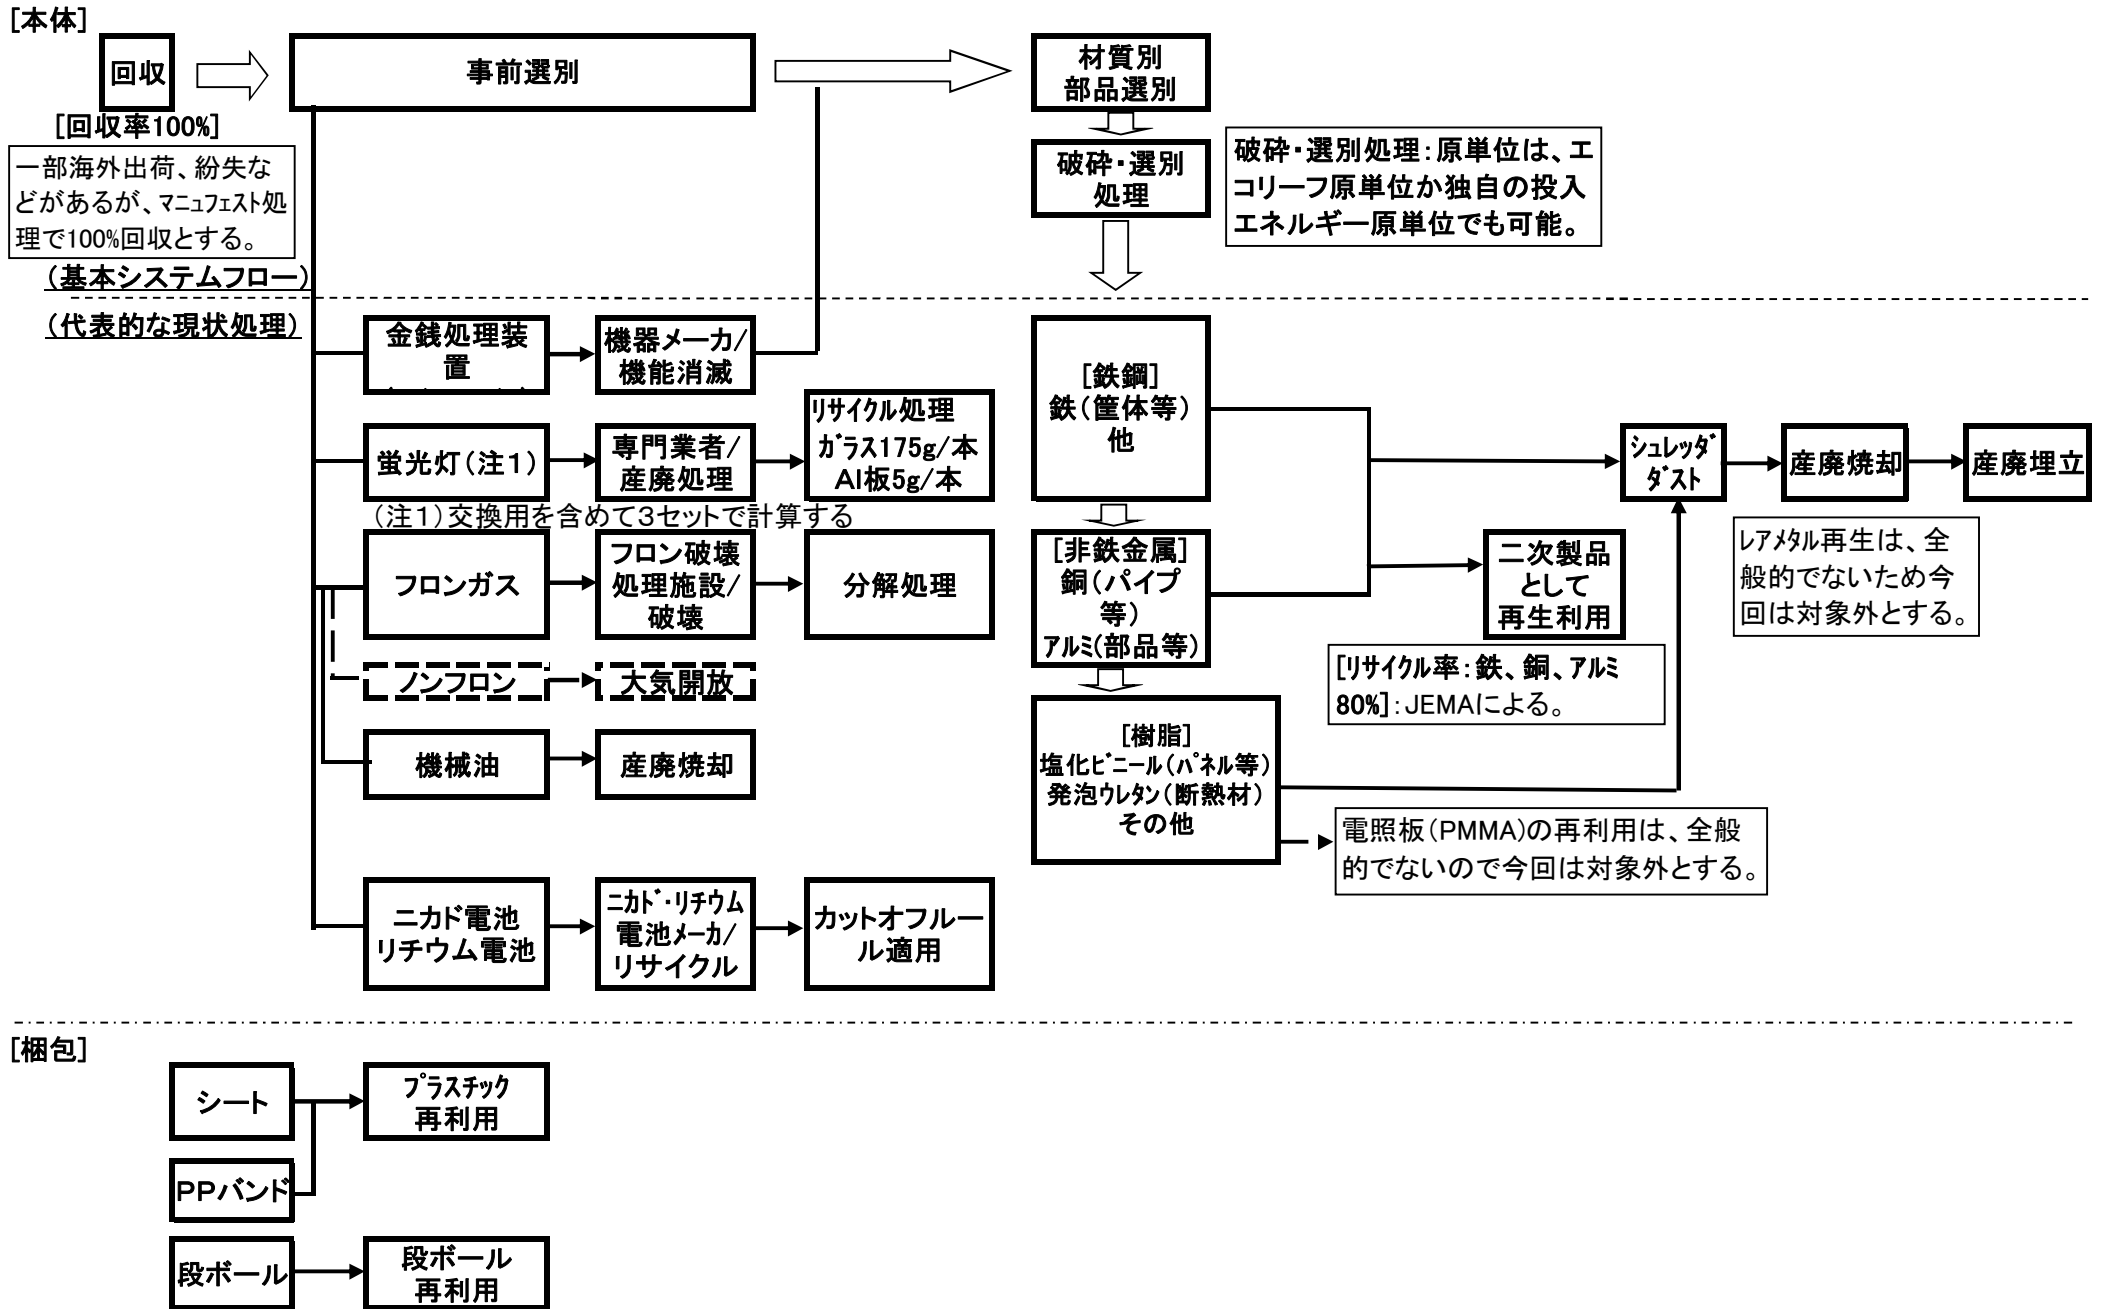 [本体]
回収
事前選別
材質別
部品選別
[回収率100%]
一部海外出荷、紛失な
どがあるが、マニュフェスト処
理で100%回収とする。
破砕・選別
処理
破砕・選別処理：原単位は、エ
コリーフ原単位か独自の投入
エネルギー原単位でも可能。
（基本システムフロー）
（代表的な現状処理）
金銭処理装
置
機器メーカ/
機能消滅
蛍光灯（注１）
専門業者/
産廃処理
リサイクル処理
ガラス175g/本
Al板5g/本
（注１）交換用を含めて３セットで計算する
フロンガス
フロン破壊
処理施設/
破壊
分解処理
ノンフロン
大気開放
機械油
産廃焼却
ニカド電池
リチウム電池
ニカド・リチウム
電池メーカ/
リサイクル
カットオフルー
ル適用
[鉄鋼]
鉄（筐体等）
他
[非鉄金属]
銅（パイプ
等）
アルミ（部品等）
[樹脂]
塩化ビニール（パネル等）
発泡ウレタン（断熱材）
その他
シュレッダ
ダスト
産廃焼却
産廃埋立
二次製品
として
再生利用
レアメタル再生は、全
般的でないため今
回は対象外とする。
[リサイクル率：鉄、銅、アルミ
80%]：JEMAによる。
電照板（PMMA）の再利用は、全般
的でないので今回は対象外とする。
[梱包]
シート
プラスチック
再利用
PPバンド
段ボール
段ボール
再利用